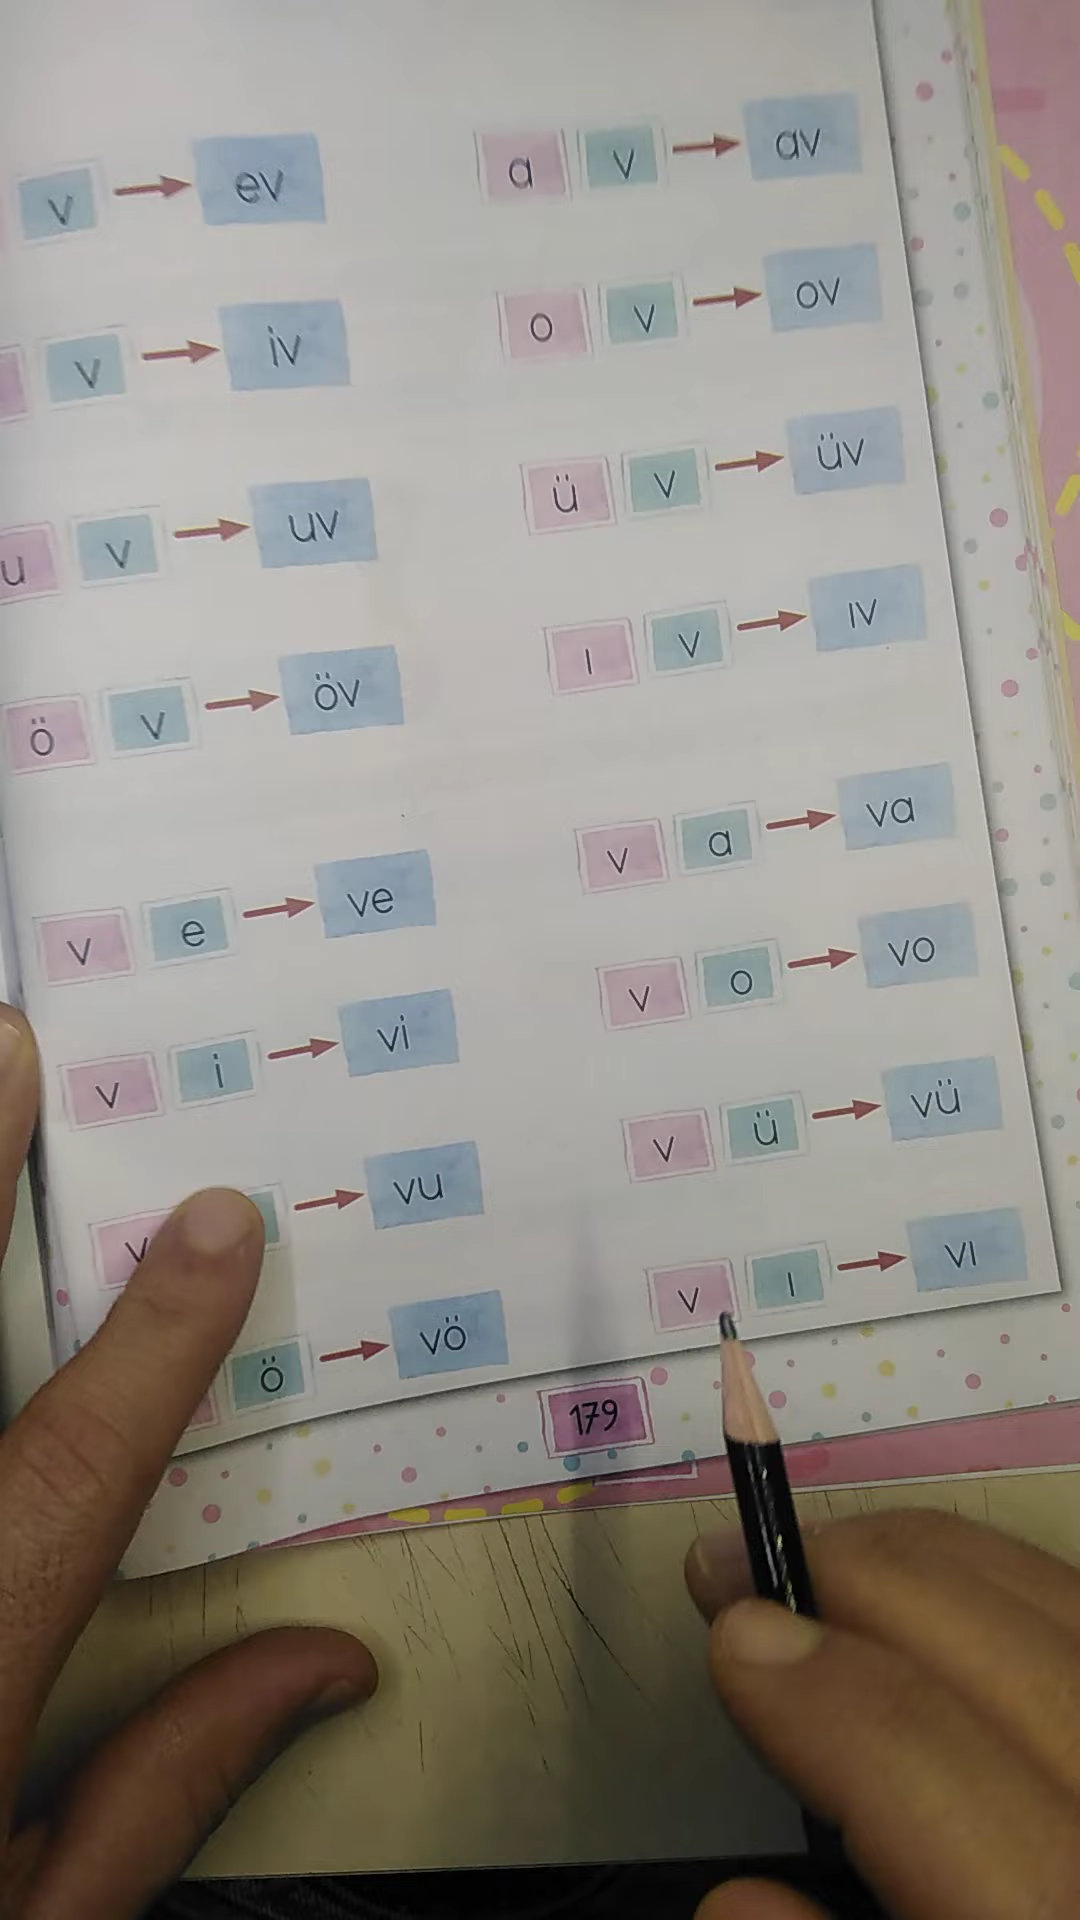 v ev a v av
v iv o v ov
u v uv ü v üv
ö v öv ı v ıv
v e ve v a va
v i vi v o vo
v vu v ü vü
ö vö v ı vı
179